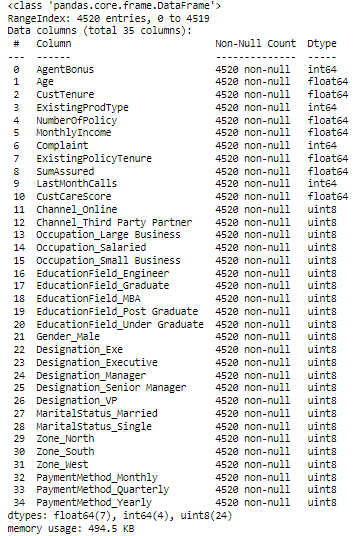 <class 'pandas.core.frame.DataFrame'>
RangeIndex: 4520 entries, 0 to 4519
Data columns (total 35 columns):
 #   Column                        Non-Null Count  Dtype
---  ------                        --------------  -----
 0   AgentBonus                    4520 non-null   int64
 1   Age                           4520 non-null   float64
 2   CustTenure                    4520 non-null   float64
 3   ExistingProdType              4520 non-null   int64
 4   NumberOfPolicy                4520 non-null   float64
 5   MonthlyIncome                 4520 non-null   float64
 6   Complaint                     4520 non-null   int64
 7   ExistingPolicyTenure          4520 non-null   float64
 8   SumAssured                    4520 non-null   float64
 9   LastMonthCalls                4520 non-null   int64
 10  CustCareScore                 4520 non-null   float64
 11  Channel_Online                4520 non-null   uint8
 12  Channel_Third Party Partner   4520 non-null   uint8
 13  Occupation_Large Business     4520 non-null   uint8
 14  Occupation_Salaried           4520 non-null   uint8
 15  Occupation_Small Business     4520 non-null   uint8
 16  EducationField_Engineer       4520 non-null   uint8
 17  EducationField_Graduate       4520 non-null   uint8
 18  EducationField_MBA            4520 non-null   uint8
 19  EducationField_Post Graduate  4520 non-null   uint8
 20  EducationField_Under Graduate 4520 non-null   uint8
 21  Gender_Male                   4520 non-null   uint8
 22  Designation_Exe               4520 non-null   uint8
 23  Designation_Executive         4520 non-null   uint8
 24  Designation_Manager           4520 non-null   uint8
 25  Designation_Senior Manager    4520 non-null   uint8
 26  Designation_VP                4520 non-null   uint8
 27  MaritalStatus_Married         4520 non-null   uint8
 28  MaritalStatus_Single          4520 non-null   uint8
 29  Zone_North                    4520 non-null   uint8
 30  Zone_South                    4520 non-null   uint8
 31  Zone_West                     4520 non-null   uint8
 32  PaymentMethod_Monthly         4520 non-null   uint8
 33  PaymentMethod_Quarterly       4520 non-null   uint8
 34  PaymentMethod_Yearly          4520 non-null   uint8
dtypes: float64(7), int64(4), uint8(24)
memory usage: 494.5 KB